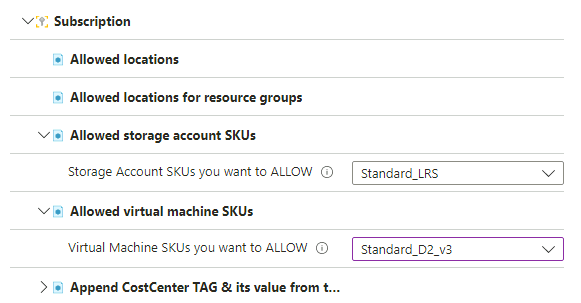 Subscription
Allowed locations
Allowed locations for resource groups
Allowed storage account SKUs
Storage Account SKUs you want to ALLOW Standard_LRS
Allowed virtual machine SKUs
Virtual Machine SKUs you want to ALLOW Standard_D2_v3
Append CostCenter TAG & its value from t...